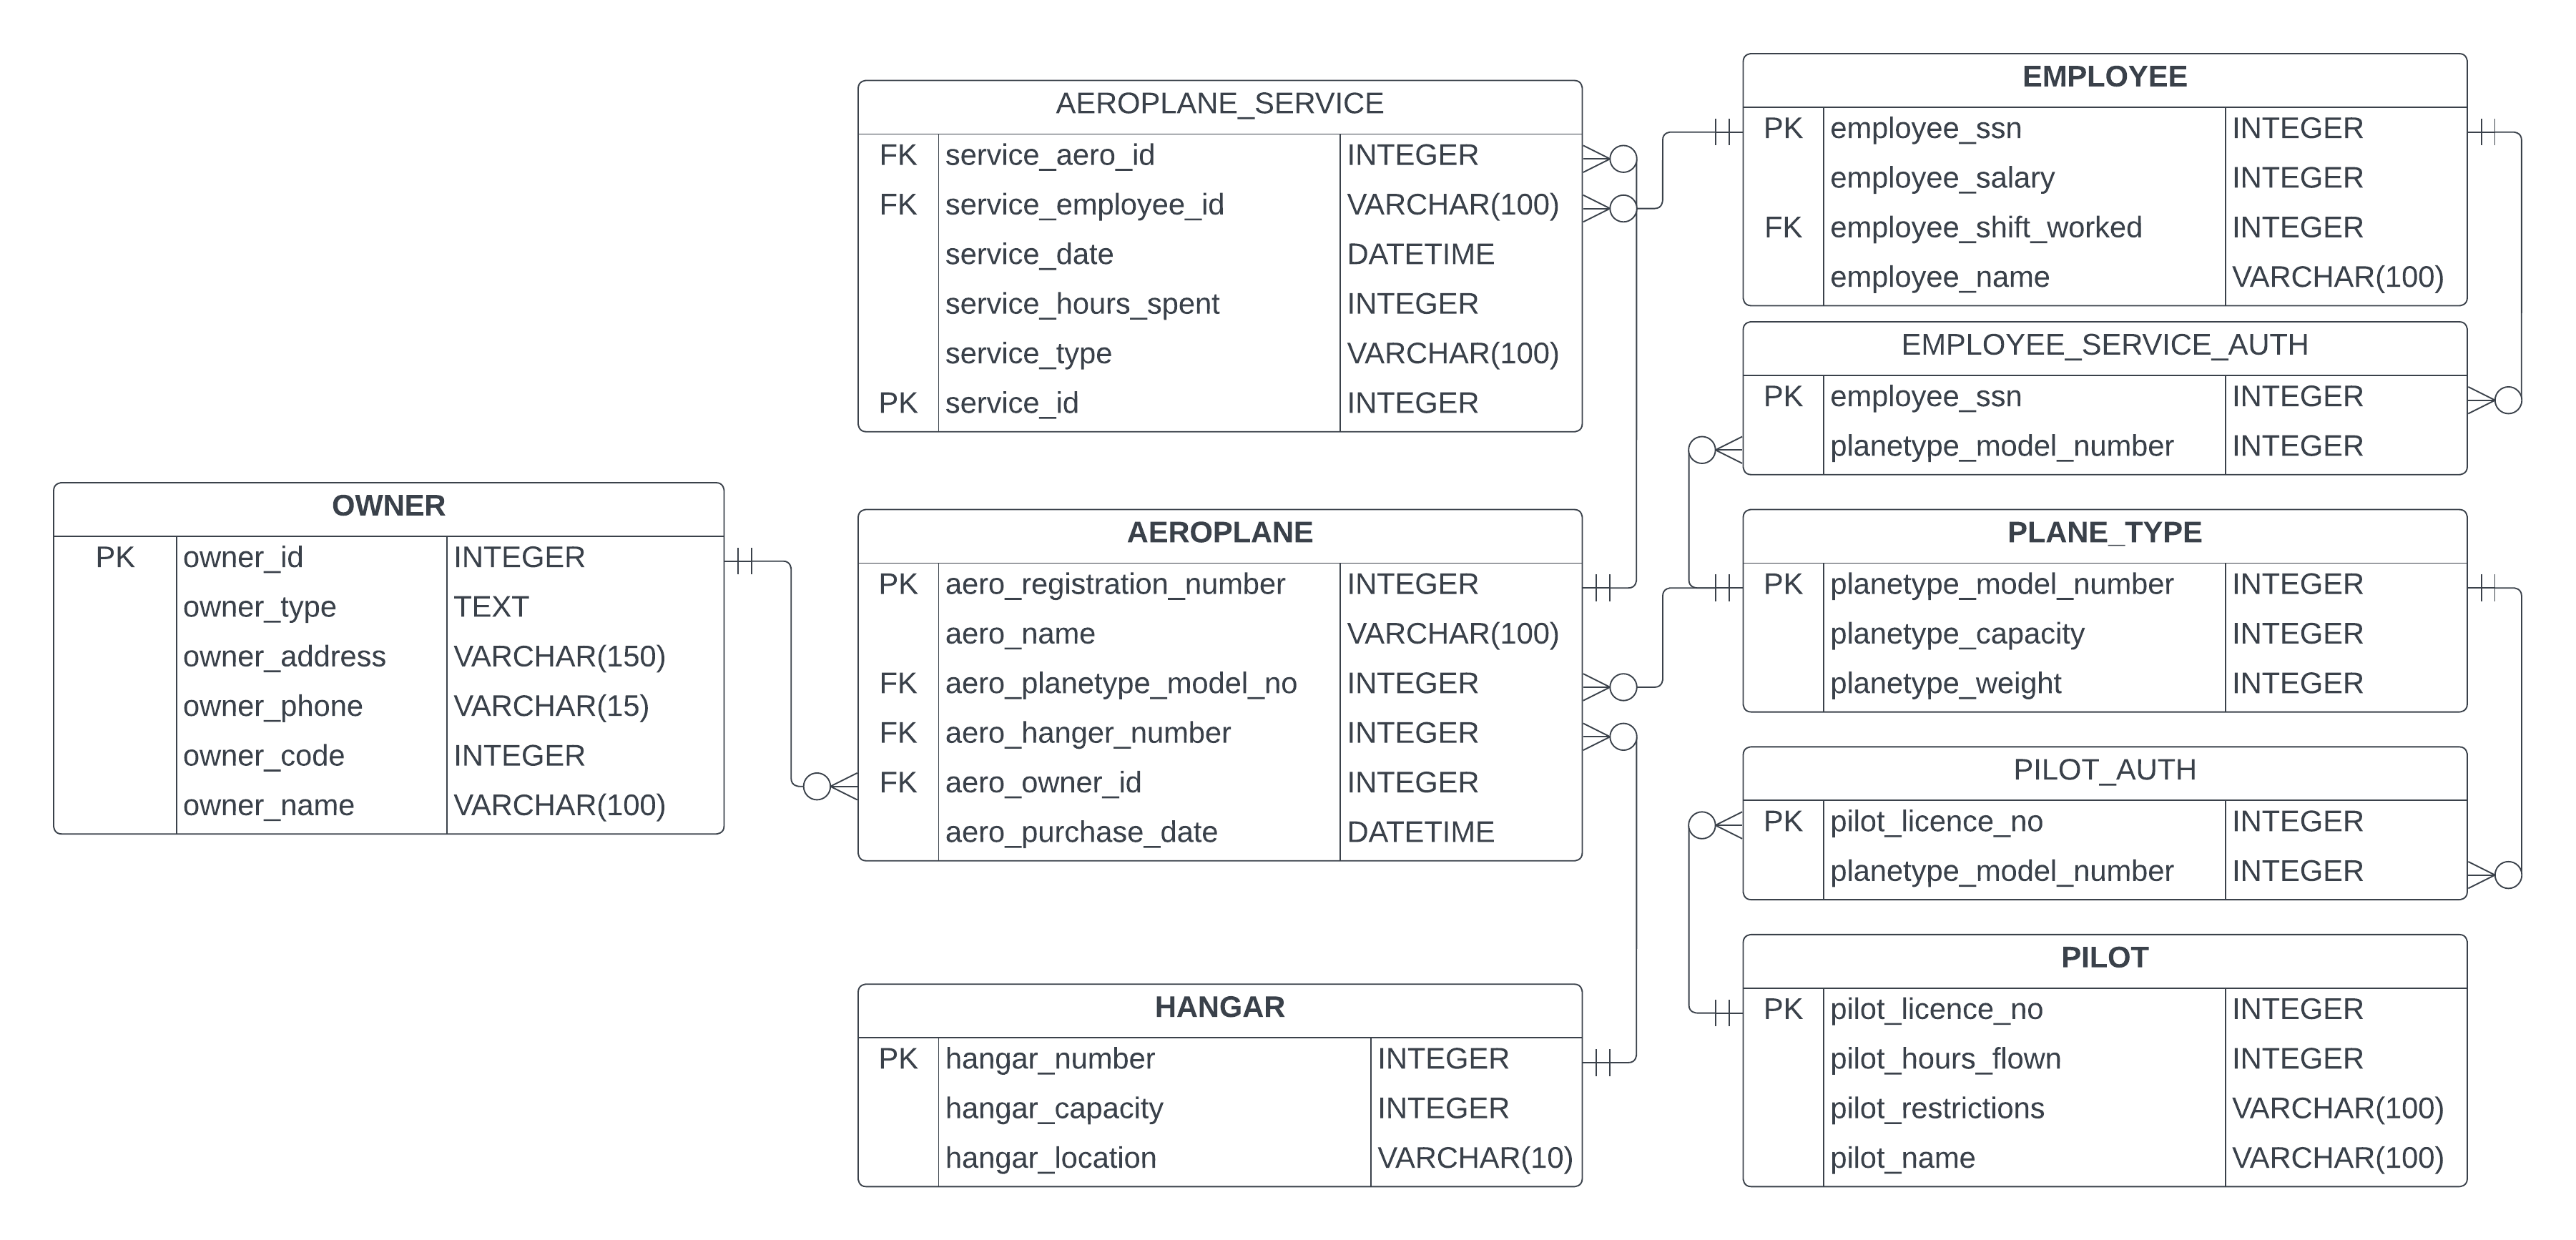 AEROPLANE_SERVICE
FK service_aero_id INTEGER
FK service_employee_id VARCHAR(100)
service_date DATETIME
service_hours_spent INTEGER
service_type VARCHAR(100)
PK service_id INTEGER
EMPLOYEE
PK employee_ssn INTEGER
employee_salary INTEGER
FK employee_shift_worked INTEGER
employee_name VARCHAR(100)
EMPLOYEE_SERVICE_AUTH
PK employee_ssn INTEGER
planetype_model_number INTEGER
OWNER
PK owner_id INTEGER
owner_type TEXT
owner_address VARCHAR(150)
owner_phone VARCHAR(15)
owner_code INTEGER
owner_name VARCHAR(100)
AEROPLANE
PK aero_registration_number INTEGER
aero_name VARCHAR(100)
FK aero_planetype_model_no INTEGER
FK aero_hanger_number INTEGER
FK aero_owner_id INTEGER
aero_purchase_date DATETIME
PLANE_TYPE
PK planetype_model_number INTEGER
planetype_capacity INTEGER
planetype_weight INTEGER
PILOT_AUTH
PK pilot_licence_no INTEGER
planetype_model_number INTEGER
HANGAR
PK hangar_number INTEGER
hangar_capacity INTEGER
hangar_location VARCHAR(10)
PILOT
PK pilot_licence_no INTEGER
pilot_hours_flown INTEGER
pilot_restrictions VARCHAR(100)
pilot_name VARCHAR(100)